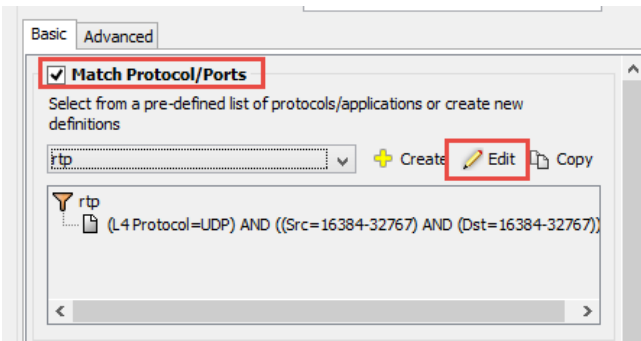 Basic Advanced
Match Protocol/Ports
Select from a pre-defined list of protocols/applications or create new
definitions
rtp Create Edit Copy
rtp
(L4 Protocol=UDP) AND ((Src=16384-32767) AND (Dst=16384-32767))